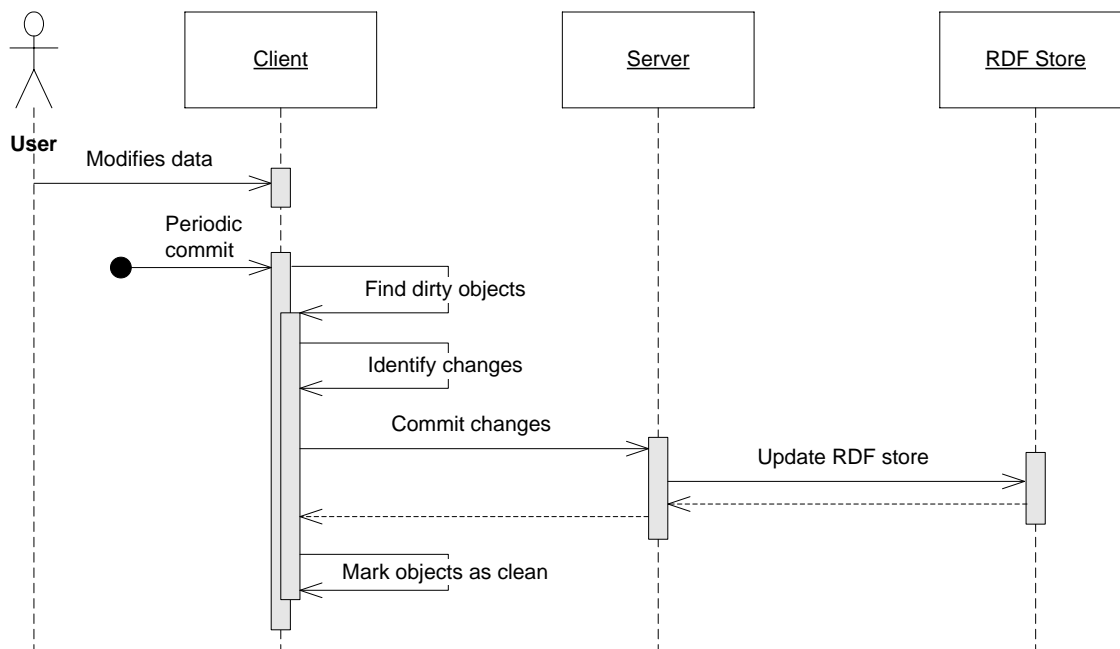 Client
Server
RDF Store
User
Modifies data
Periodic
commit
Find dirty objects
Identify changes
Commit changes
Update RDF store
Mark objects as clean